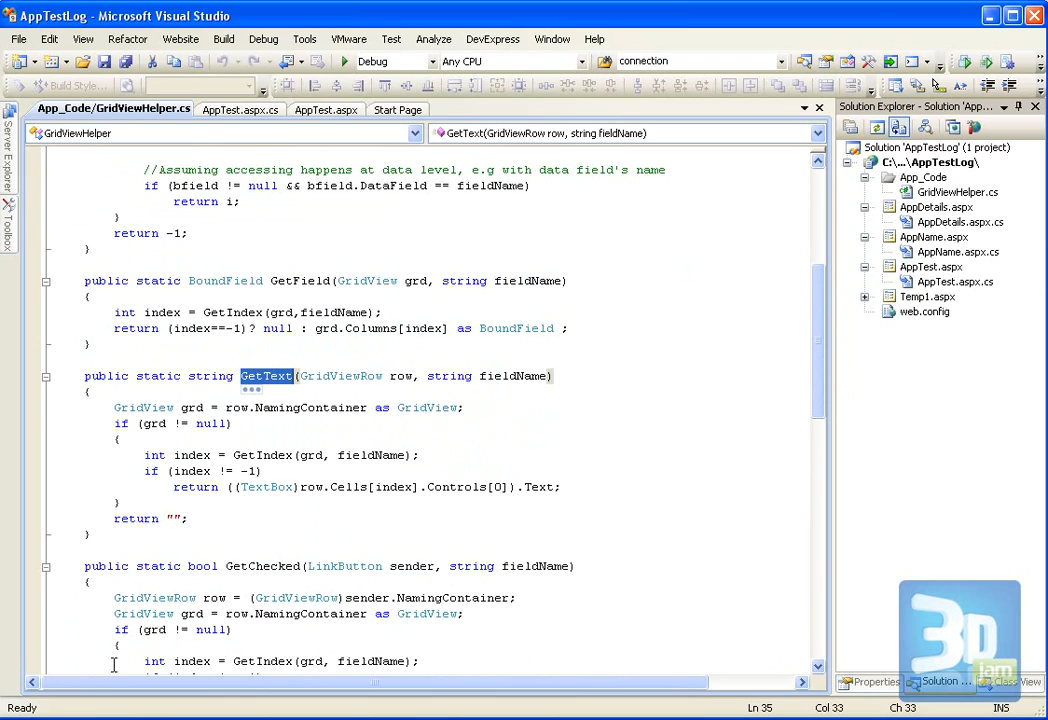 AppTestLog - Microsoft Visual Studio
File Edit View Refactor Website Build Debug Tools VMware Test Analyze DevExpress Window Help
Debug Any CPU connection
Build Style...
App_Code/GridViewHelper.cs AppTest.aspx.cs AppTest.aspx Start Page
GridViewHelper GetText(GridViewRow row, string fieldName)
Server Explorer
Toolbox
//Assuming accessing happens at data level, e.g with data field's name
if (bfield != null && bfield.DataField == fieldName)
return i;
}
return -1;
}
public static BoundField GetField(GridView grd, string fieldName)
{
int index = GetIndex(grd,fieldName);
return (index==-1)? null : grd.Columns[index] as BoundField ;
}
public static string GetText(GridViewRow row, string fieldName)
{
GridView grd = row.NamingContainer as GridView;
if (grd != null)
{
int index = GetIndex(grd, fieldName);
if (index != -1)
return ((TextBox)row.Cells[index].Controls[0]).Text;
}
return "";
}
public static bool GetChecked(LinkButton sender, string fieldName)
{
GridViewRow row = (GridViewRow)sender.NamingContainer;
GridView grd = row.NamingContainer as GridView;
if (grd != null)
{
int index = GetIndex(grd, fieldName);
Solution Explorer - Solution 'App...
Solution 'AppTestLog' (1 project)
C:\...\AppTestLog\
App_Code
GridViewHelper.cs
AppDetails.aspx
AppDetails.aspx.cs
AppName.aspx
AppName.aspx.cs
AppTest.aspx
AppTest.aspx.cs
Temp1.aspx
web.config
3D
jam
Properties Solution ... Class View
Ready Ln 35 Col 33 Ch 33 INS